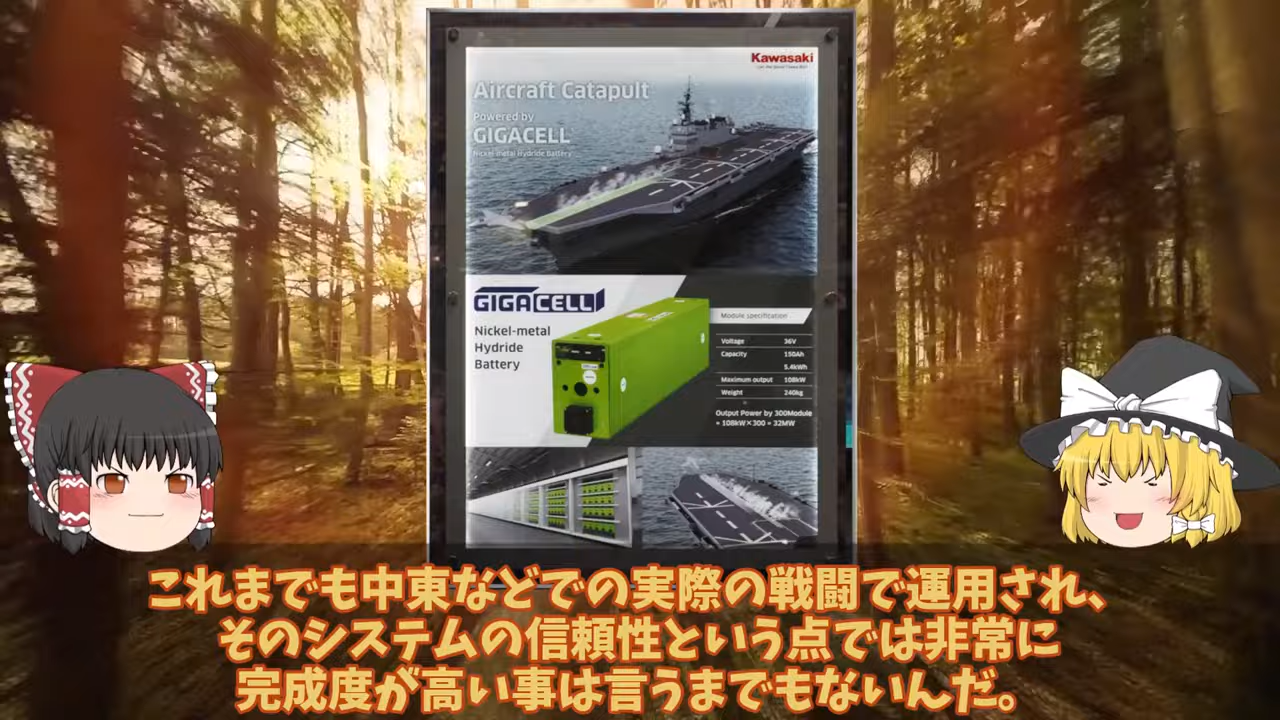 Kawasaki
Aircraft Catapult
Powered by
GIGACELL
Nickel-metal Hydride Battery
GIGACELL
Nickel-metal
Hydride
Battery
Module specification
Voltage 36V
Capacity 150Ah
5.4kWh
Maximum output 108kW
Weight 240kg
Output Power by 300Module
= 108kW×300 = 32MW
これまでも中東などでの実際の戦闘で運用され、
そのシステムの信頼性という点では非常に
完成度が高い事は言うまでもないんだ。